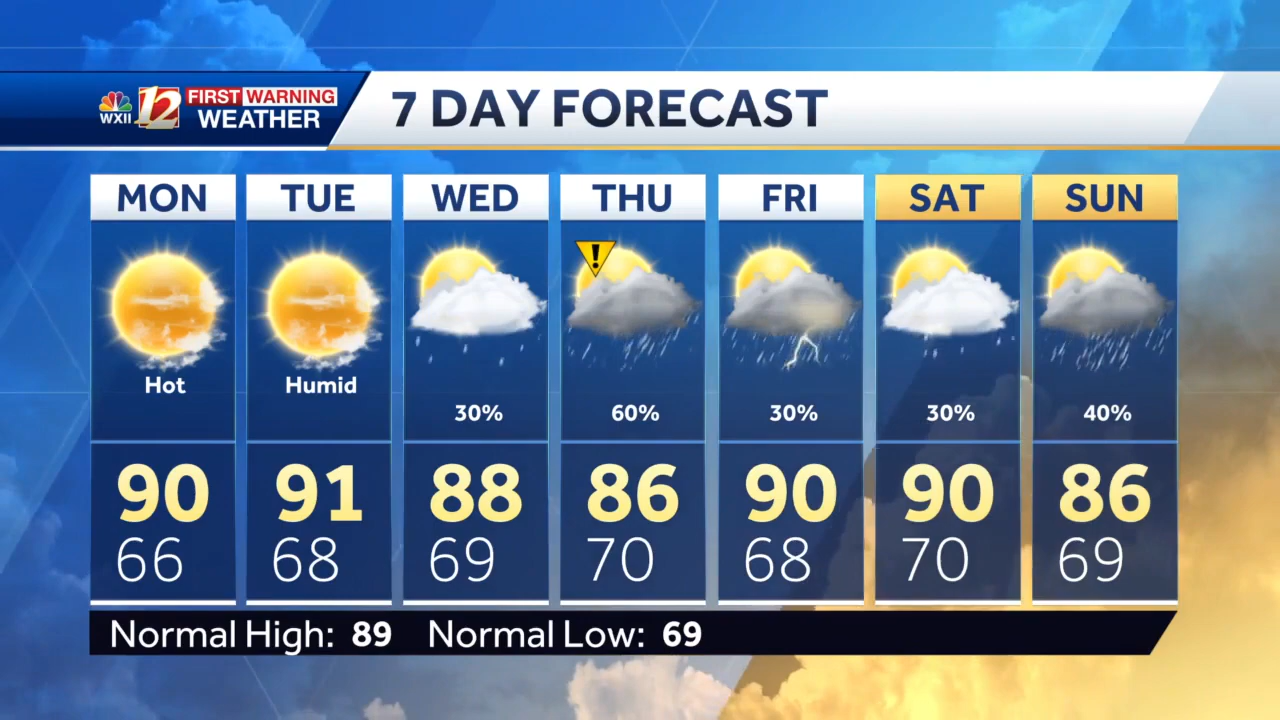 WXII 12 FIRST WARNING
WEATHER
7 DAY FORECAST
MON TUE WED THU FRI SAT SUN
!
Hot Humid
30% 60% 30% 30% 40%
90 91 88 86 90 90 86
66 68 69 70 68 70 69
Normal High: 89 Normal Low: 69